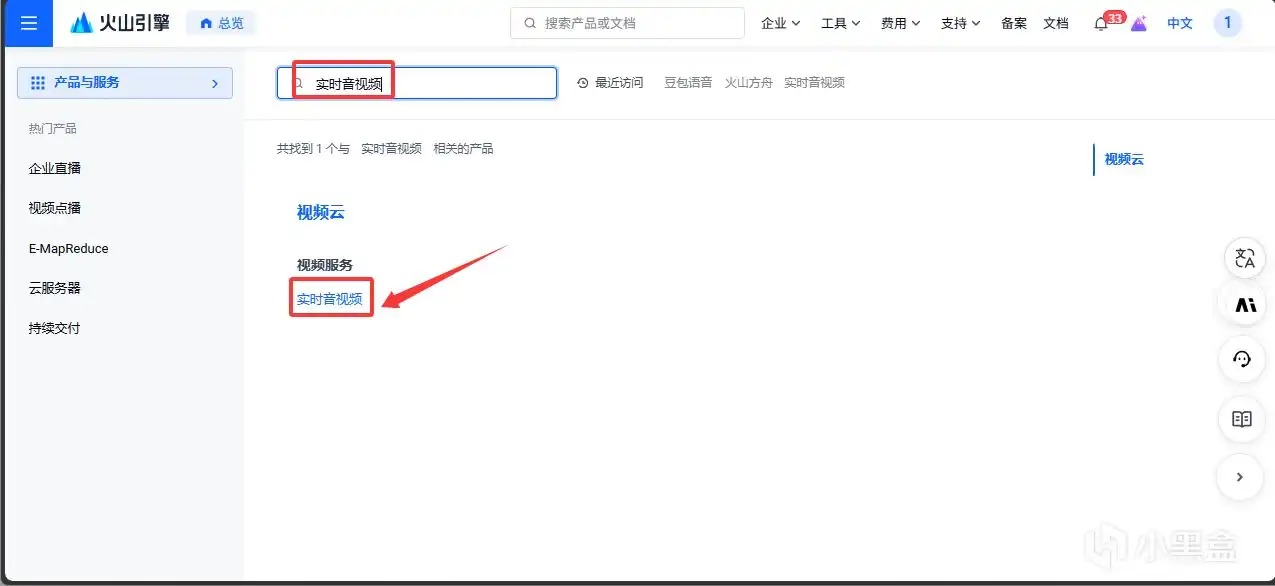 火山引擎 总览 搜索产品或文档 企业 工具 费用 支持 备案 文档 33 中文 1
产品与服务
实时音视频 最近访问 豆包语音 火山方舟 实时音视频
热门产品
企业直播
视频点播
E-MapReduce
云服务器
持续交付
共找到 1 个与 实时音视频 相关的产品
视频云
视频云
视频服务
实时音视频
文A
Ai
小黑盒